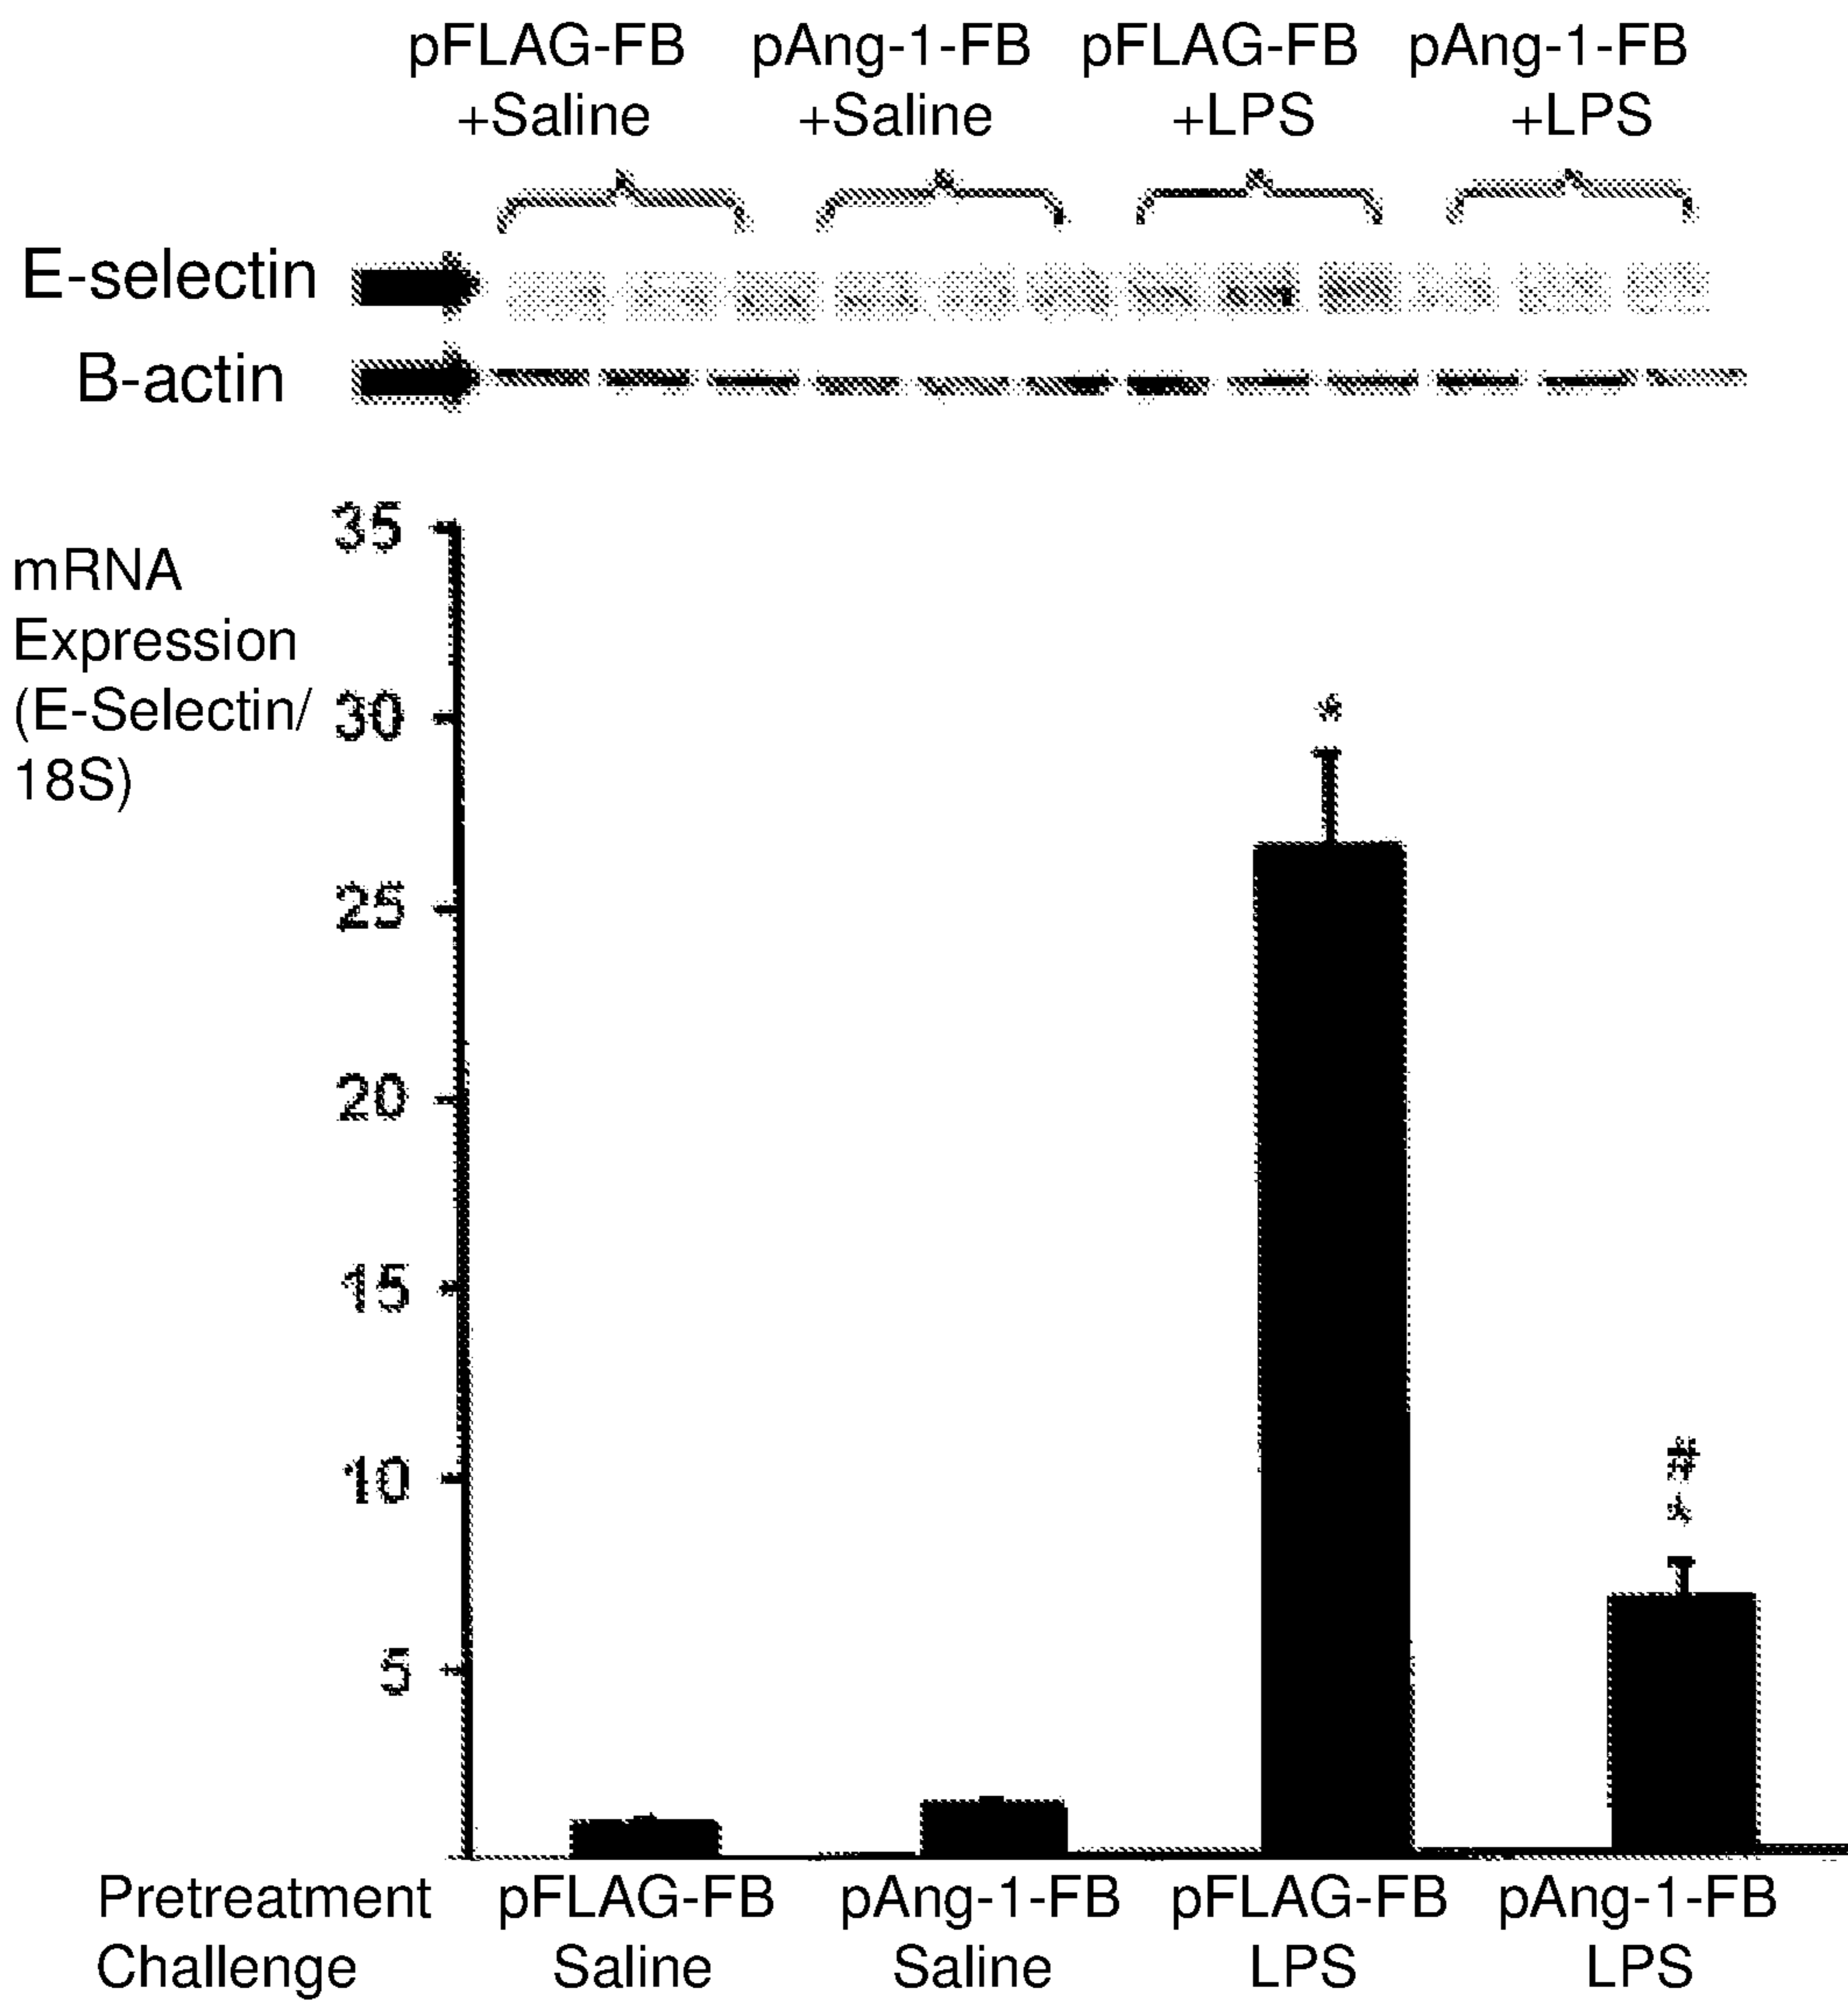 pFLAG-FB pAng-1-FB pFLAG-FB pAng-1-FB
+Saline +Saline +LPS +LPS
E-selectin
B-actin
35
mRNA
Expression
(E-Selectin/
18S)
30
*
25
20
15
10
#
*
5
Pretreatment pFLAG-FB pAng-1-FB pFLAG-FB pAng-1-FB
Challenge Saline Saline LPS LPS